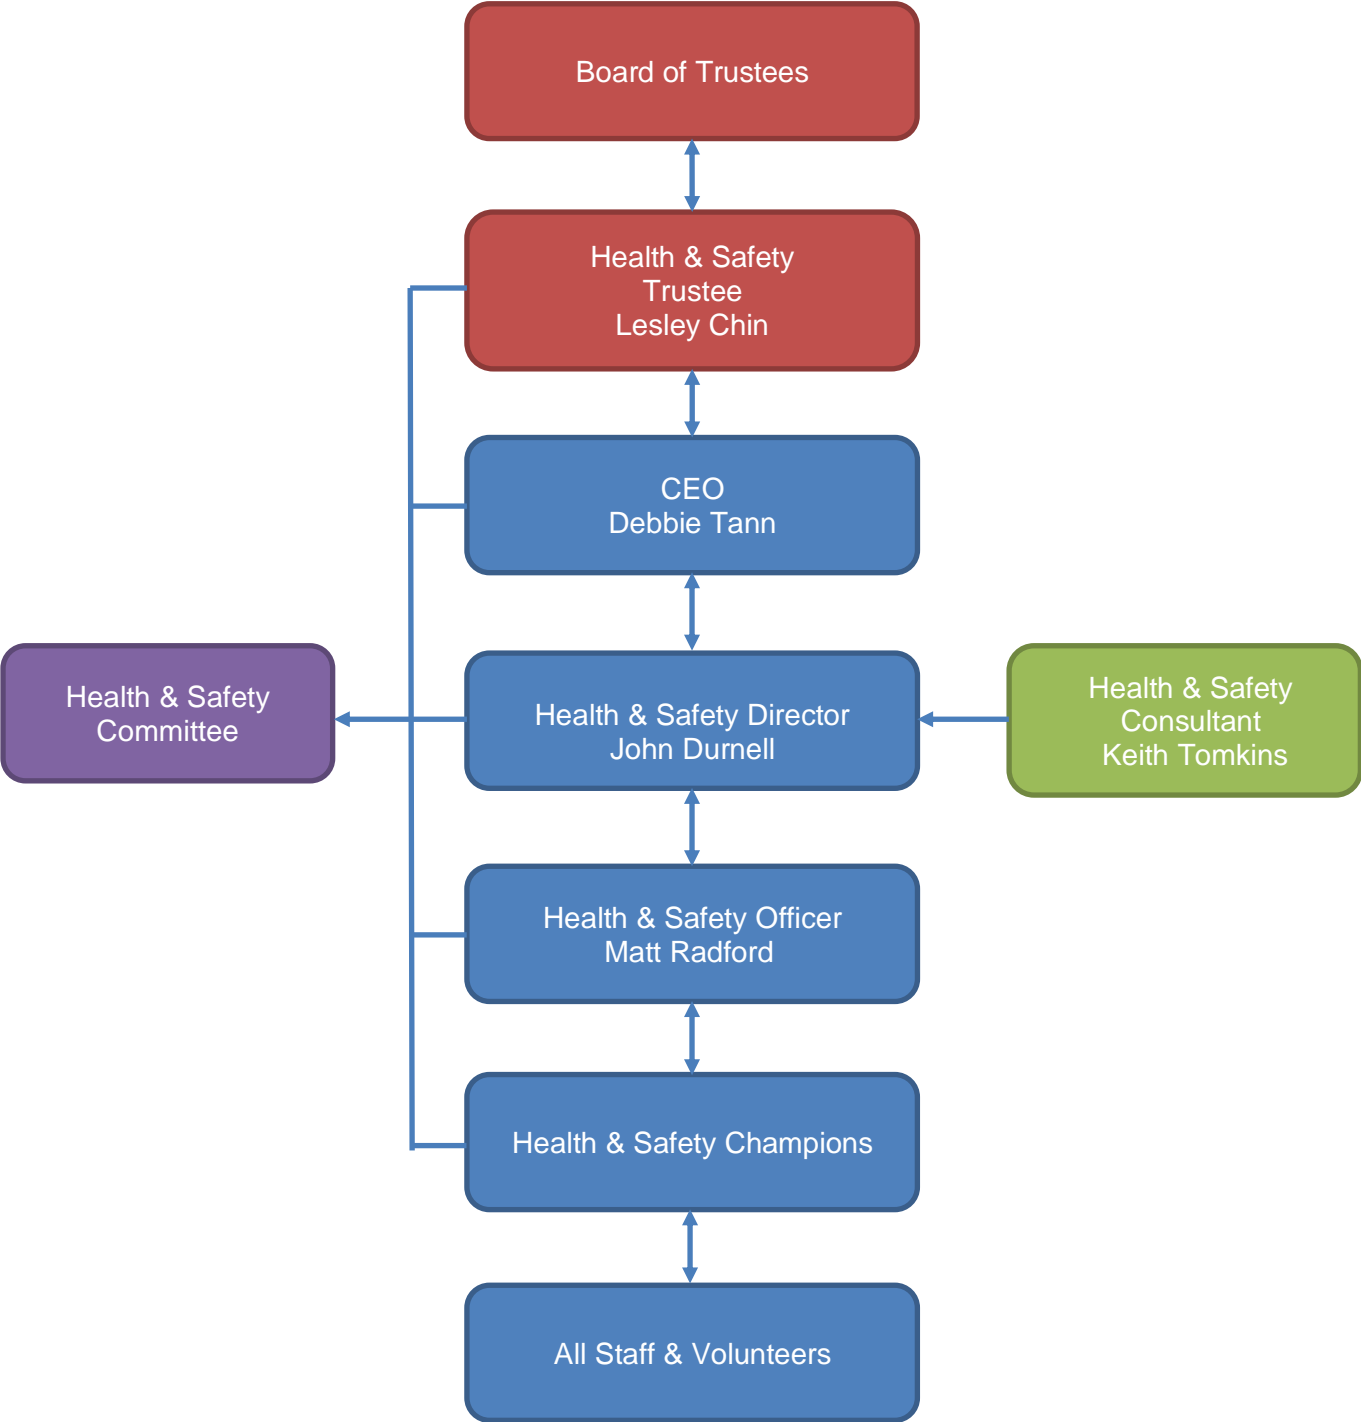 Board of Trustees
Health & Safety
Trustee
Lesley Chin
CEO
Debbie Tann
Health & Safety
Committee
Health & Safety Director
John Durnell
Health & Safety
Consultant
Keith Tomkins
Health & Safety Officer
Matt Radford
Health & Safety Champions
All Staff & Volunteers